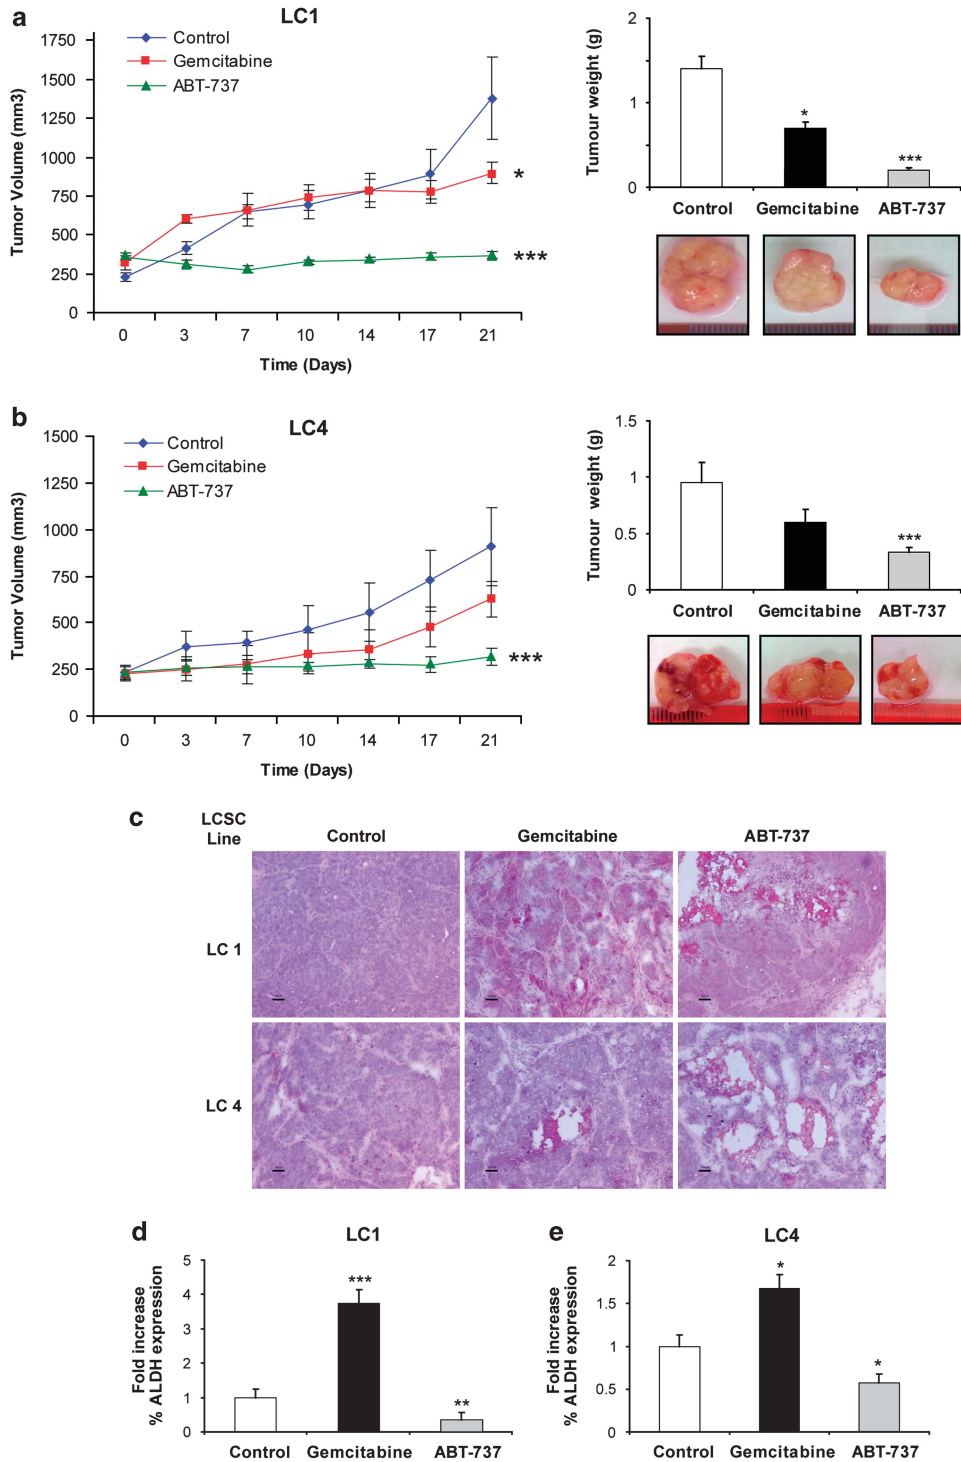 a
LC1
Control
Gemcitabine
ABT-737
Tumor Volume (mm3)
1750
1500
1250
1000
750
500
250
0
*
***
0 3 7 10 14 17 21
Time (Days)
Tumour weight (g)
2
1
0
*
***
Control Gemcitabine ABT-737
b
LC4
Control
Gemcitabine
ABT-737
Tumor Volume (mm3)
1500
1250
1000
750
500
250
0
***
0 3 7 10 14 17 21
Time (Days)
Tumour weight (g)
1.5
1
0.5
0
***
Control Gemcitabine ABT-737
c
LCSC
Line
Control Gemcitabine ABT-737
LC 1
LC 4
d
LC1
Fold increase
% ALDH expression
5
4
3
2
1
0
***
**
Control Gemcitabine ABT-737
e
LC4
Fold increase
% ALDH expression
2
1.5
1
0.5
0
*
*
Control Gemcitabine ABT-737